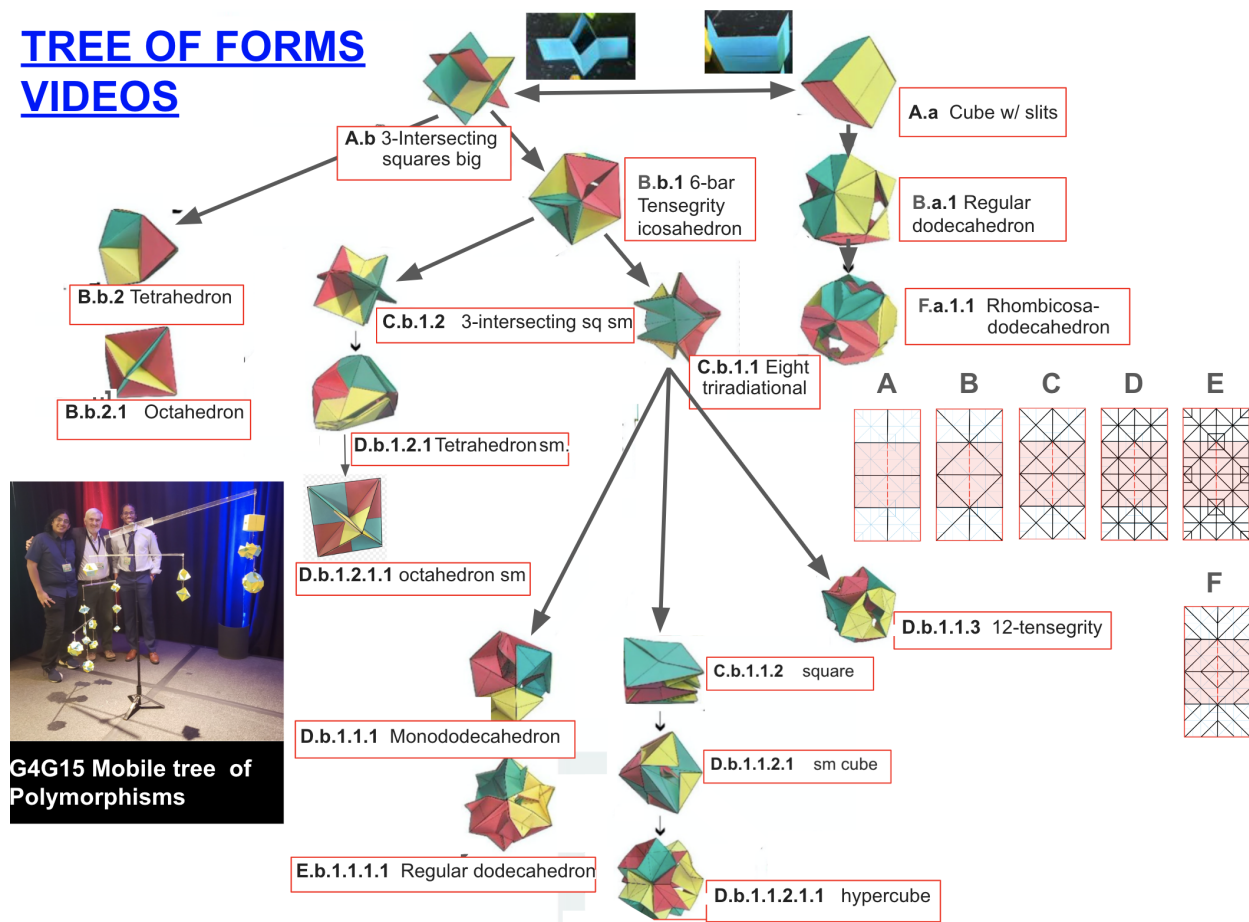 TREE OF FORMS
VIDEOS
A.b 3-Intersecting
squares big
A.a Cube w/ slits
B.b.1 6-bar
Tensegrity
icosahedron
B.a.1 Regular
dodecahedron
B.b.2 Tetrahedron
C.b.1.2 3-intersecting sq sm
F.a.1.1 Rhombicosa-
dodecahedron
B.b.2.1 Octahedron
C.b.1.1 Eight
triradiational
A B C D E
D.b.1.2.1 Tetrahedron sm.
D.b.1.2.1.1 octahedron sm
F
D.b.1.1.3 12-tensegrity
C.b.1.1.2 square
D.b.1.1.1 Monododecahedron
D.b.1.1.2.1 sm cube
G4G15 Mobile tree of
Polymorphisms
E.b.1.1.1.1 Regular dodecahedron
D.b.1.1.2.1.1 hypercube